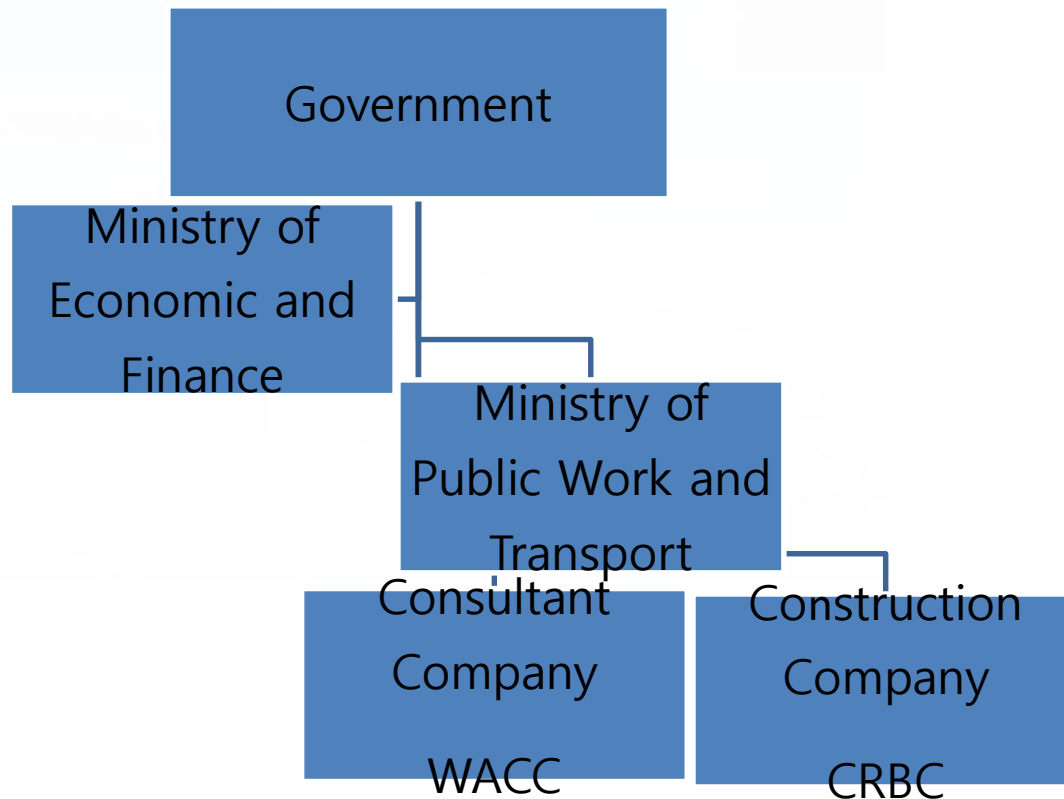 Government
Ministry of
Economic and
Finance
Ministry of
Public Work and
Transport
Consultant
Company
WACC
Construction
Company
CRBC